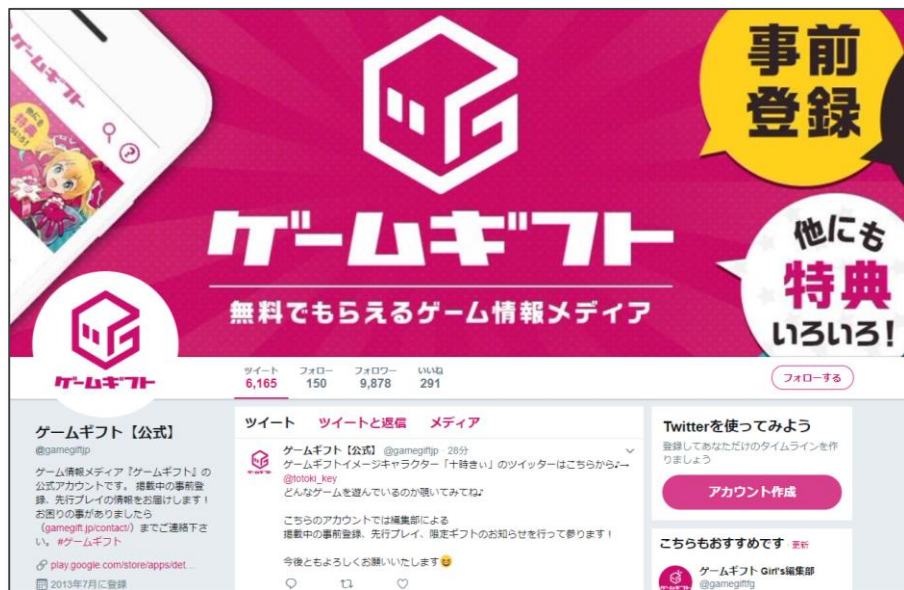 ゲームギフト
他にも
特典
いろいろ!
事前
登録
ゲームギフト
無料でもらえるゲーム情報メディア
他にも
特典
いろいろ!
ゲームギフト
ツイート フォロー フォロワー いいね
6,165 150 9,878 291
フォローする
ゲームギフト【公式】
@gamegiftjp
ゲーム情報メディア『ゲームギフト』の
公式アカウントです。 掲載中の事前登
録、先行プレイの情報をお届けします!
お困りの事がありましたら
(gamegift.jp/contact/)までご連絡下さ
い。 #ゲームギフト
play.google.com/store/apps/det...
2013年7月に登録
ツイート ツイートと返信 メディア
ゲームギフト【公式】 @gamegiftjp · 28分
ゲームギフトイメージキャラクター「十時きぃ」のツイッターはこちらから♪→
@totoki_key
どんなゲームを遊んでいるのか覗いてみてね♪
こちらのアカウントでは編集部による
掲載中の事前登録、先行プレイ、限定ギフトのお知らせを行って参ります!
今後ともよろしくお願いいたします😄
Twitterを使ってみよう
登録してあなただけのタイムラインを作
りましょう
アカウント作成
こちらもおすすめです · 更新
ゲームギフト Girl's編集部
@gamegiftfg